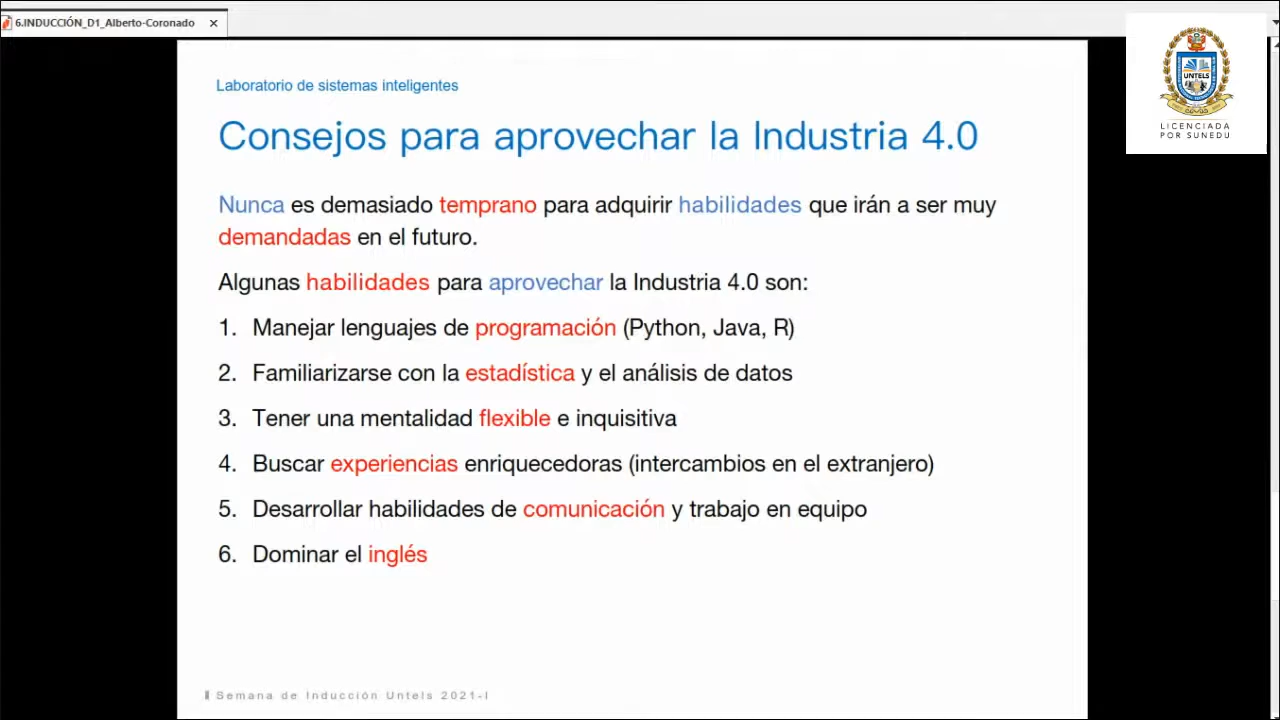 6.INDUCCIÓN_D1_Alberto-Coronado
UNTELS
LICENCIADA
POR SUNEDU
Laboratorio de sistemas inteligentes
Consejos para aprovechar la Industria 4.0
Nunca es demasiado temprano para adquirir habilidades que irán a ser muy
demandadas en el futuro.
Algunas habilidades para aprovechar la Industria 4.0 son:
1. Manejar lenguajes de programación (Python, Java, R)
2. Familiarizarse con la estadística y el análisis de datos
3. Tener una mentalidad flexible e inquisitiva
4. Buscar experiencias enriquecedoras (intercambios en el extranjero)
5. Desarrollar habilidades de comunicación y trabajo en equipo
6. Dominar el inglés
Semana de Inducción Untels 2021-I